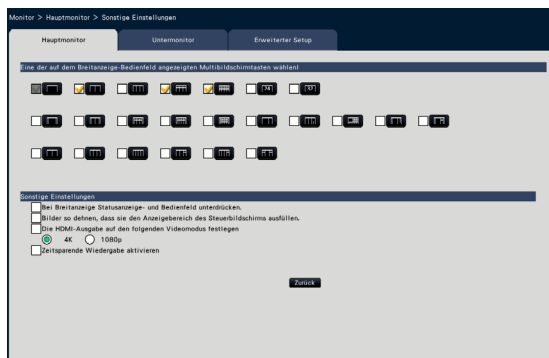 Monitor > Hauptmonitor > Sonstige Einstellungen
Hauptmonitor Untermonitor Erweiterter Setup
Eine der auf dem Breitanzeige-Bedienfeld angezeigten Multibildschirmtasten wählen!
24 32
Sonstige Einstellungen
Bei Breitanzeige Statusanzeige- und Bedienfeld unterdrücken.
Bilder so dehnen, dass sie den Anzeigebereich des Steuerbildschirms ausfüllen.
Die HDMI-Ausgabe auf den folgenden Videomodus festlegen
4K 1080p
Zeitsparende Wiedergabe aktivieren
Zurück